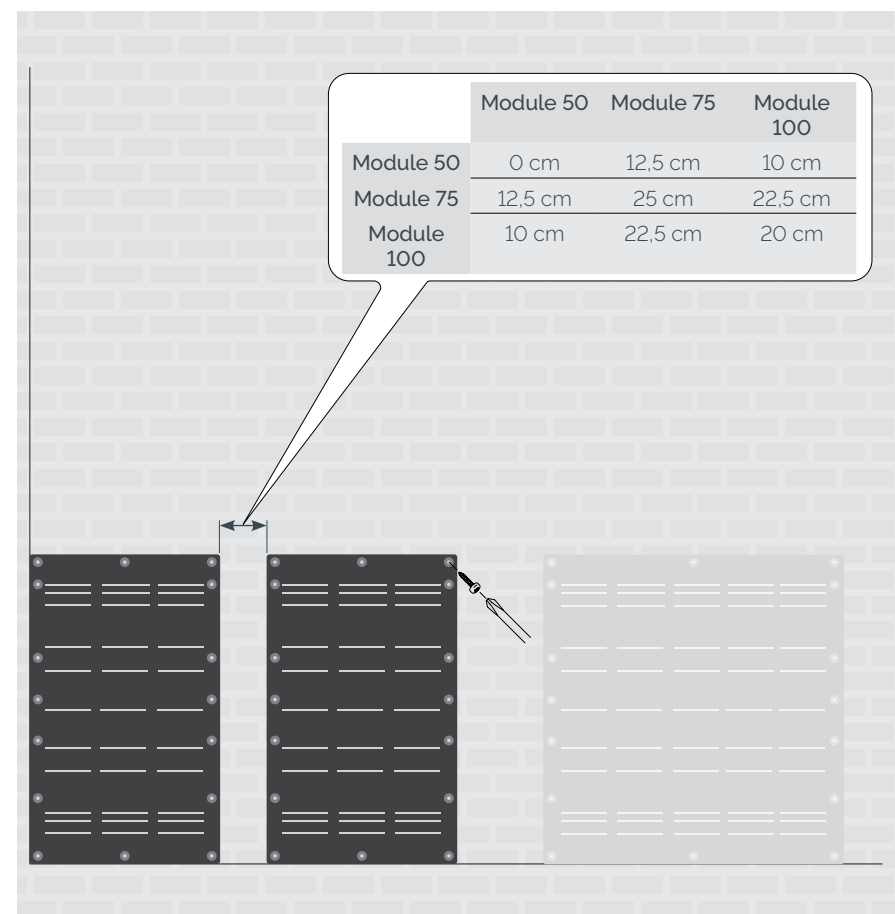 Module 50 Module 75 Module
100
Module 50 0 cm 12,5 cm 10 cm
Module 75 12,5 cm 25 cm 22,5 cm
Module 10 cm 22,5 cm 20 cm
100